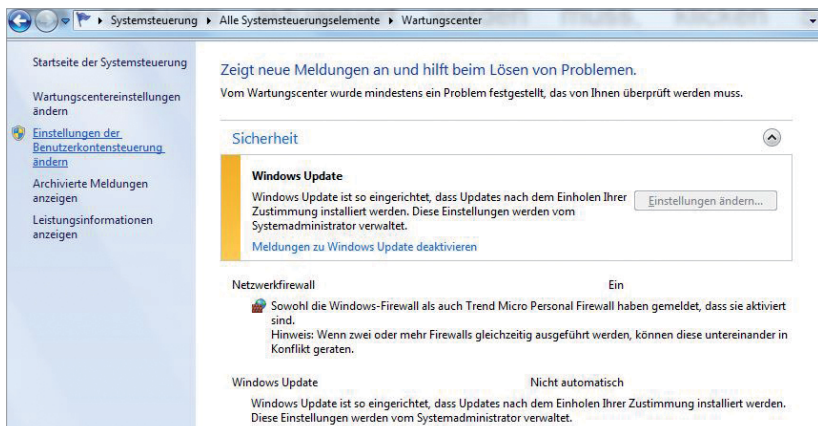 Systemsteuerung ▸ Alle Systemsteuerungselemente ▸ Wartungscenter
Startseite der Systemsteuerung
Wartungscentereinstellungen
ändern
Einstellungen der
Benutzerkontensteuerung
ändern
Archivierte Meldungen
anzeigen
Leistungsinformationen
anzeigen
Zeigt neue Meldungen an und hilft beim Lösen von Problemen.
Vom Wartungscenter wurde mindestens ein Problem festgestellt, das von Ihnen überprüft werden muss.
Sicherheit
Windows Update
Windows Update ist so eingerichtet, dass Updates nach dem Einholen Ihrer
Zustimmung installiert werden. Diese Einstellungen werden vom
Systemadministrator verwaltet.
Einstellungen ändern...
Meldungen zu Windows Update deaktivieren
Netzwerkfirewall Ein
Sowohl die Windows-Firewall als auch Trend Micro Personal Firewall haben gemeldet, dass sie aktiviert
sind.
Hinweis: Wenn zwei oder mehr Firewalls gleichzeitig ausgeführt werden, können diese untereinander in
Konflikt geraten.
Windows Update Nicht automatisch
Windows Update ist so eingerichtet, dass Updates nach dem Einholen Ihrer Zustimmung installiert werden.
Diese Einstellungen werden vom Systemadministrator verwaltet.